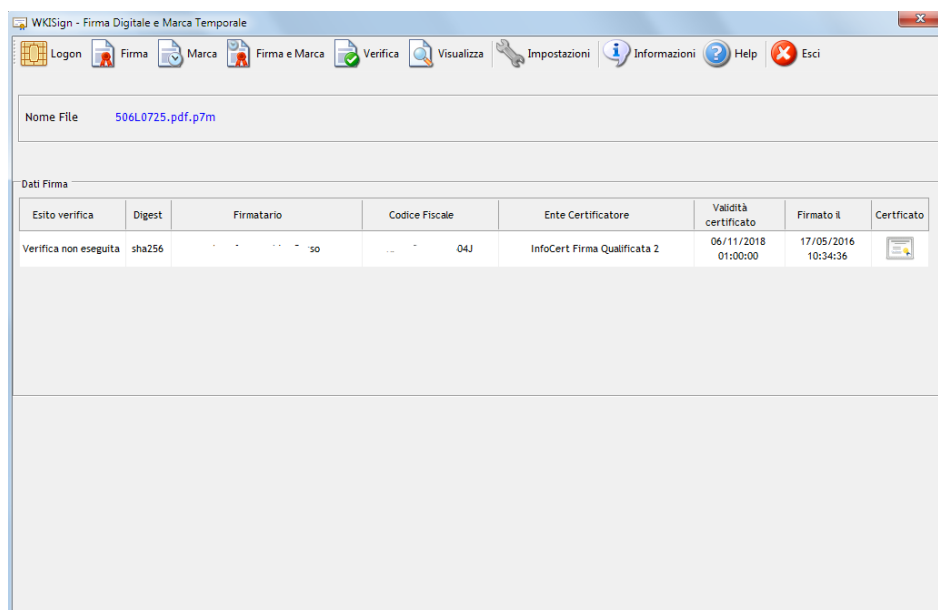 WKISign - Firma Digitale e Marca Temporale
Logon Firma Marca Firma e Marca Verifica Visualizza Impostazioni Informazioni Help Esci
Nome File 506L0725.pdf.p7m
Dati Firma
Esito verifica Digest Firmatario Codice Fiscale Ente Certificatore Validità certificato Firmato il Certficato
Verifica non eseguita sha256 so 04J InfoCert Firma Qualificata 2 06/11/2018 17/05/2016
01:00:00 10:34:36